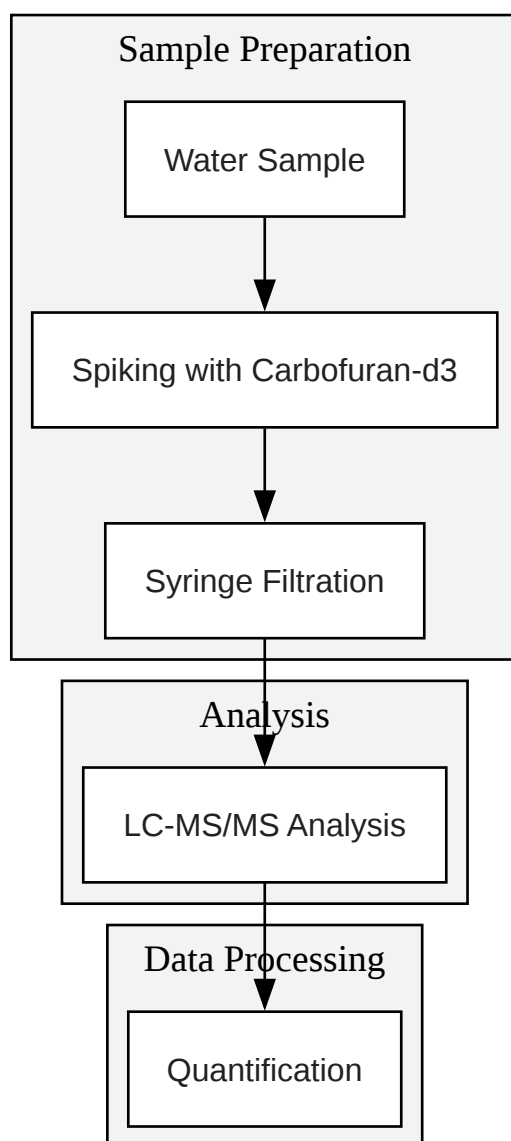 Sample Preparation
Water Sample
Spiking with Carbofuran-d3
Syringe Filtration
Analysis
LC-MS/MS Analysis
Data Processing
Quantification